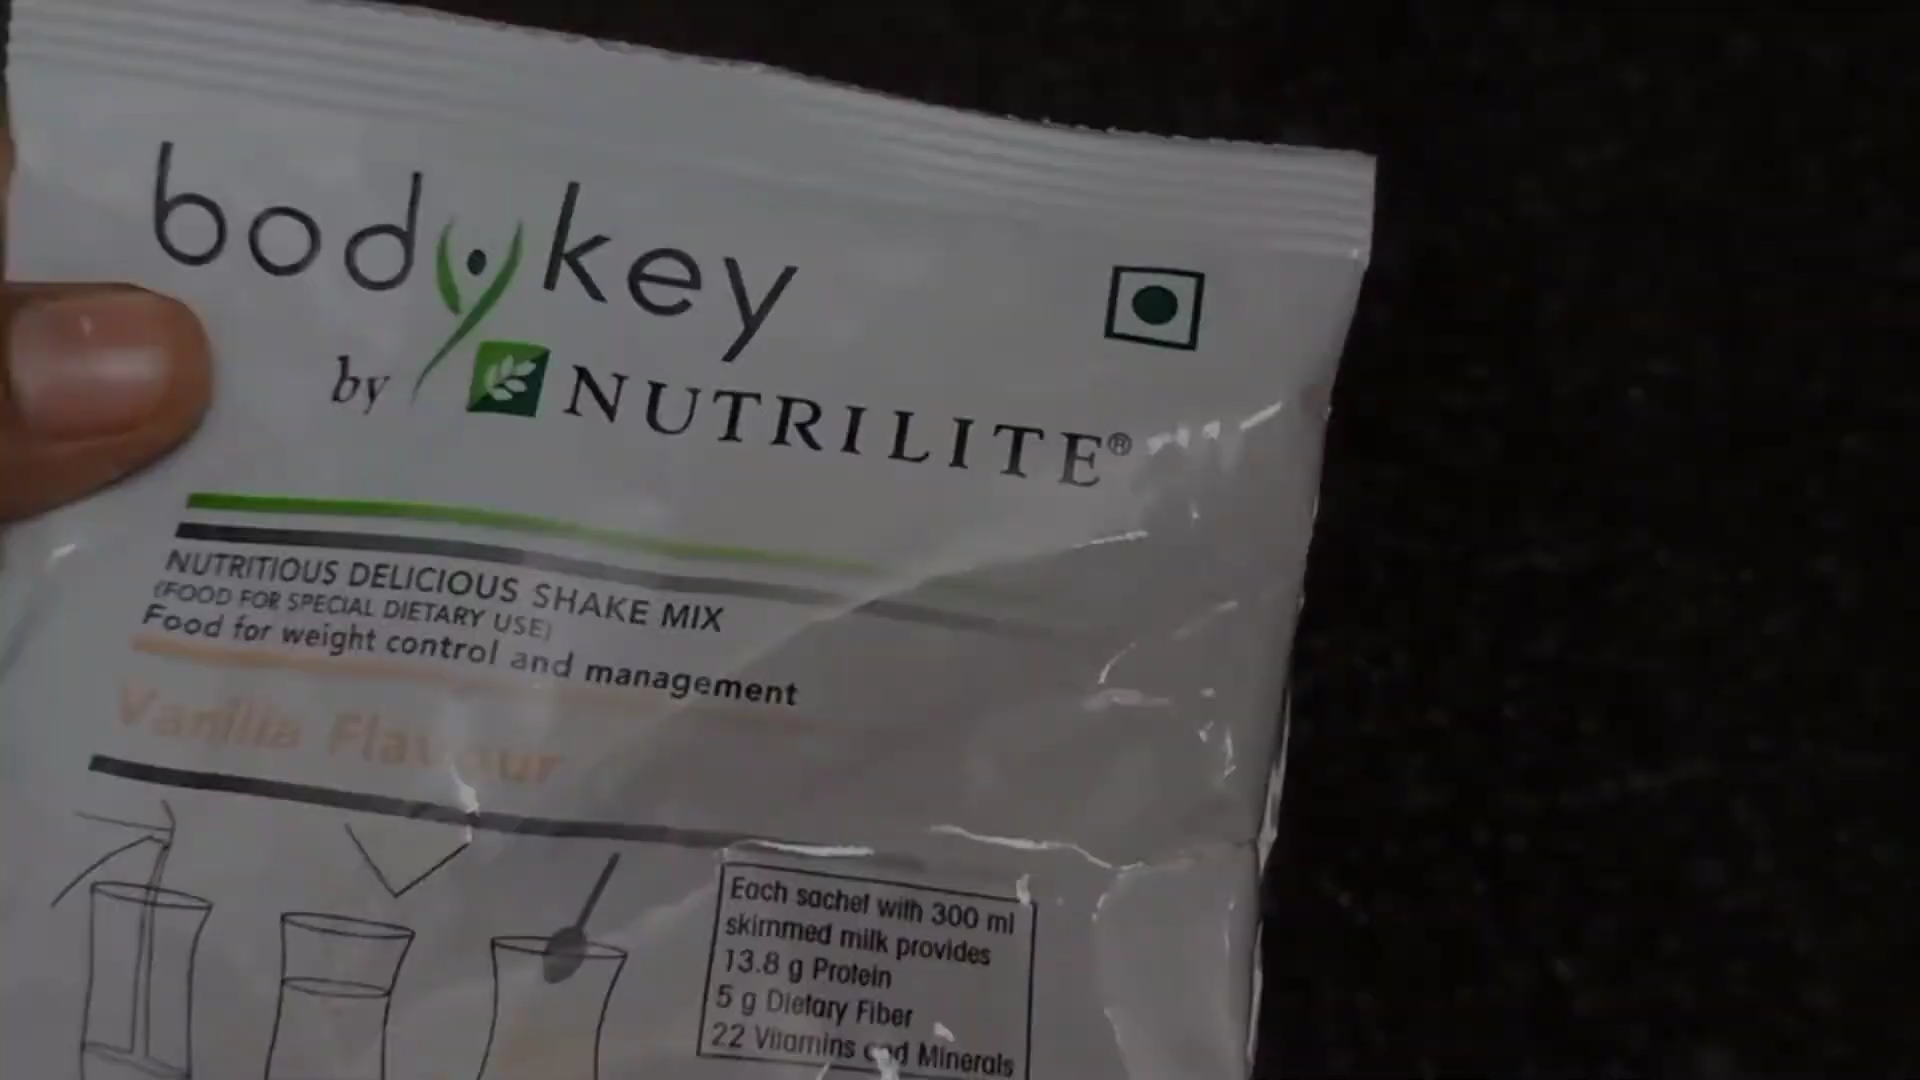 bodykey
by NUTRILITE®
NUTRITIOUS DELICIOUS SHAKE MIX
(FOOD FOR SPECIAL DIETARY USE)
Food for weight control and management
Vanilla Flavour
Each sachet with 300 ml
skimmed milk provides
13.8 g Protein
5 g Dietary Fiber
22 Vitamins and Minerals